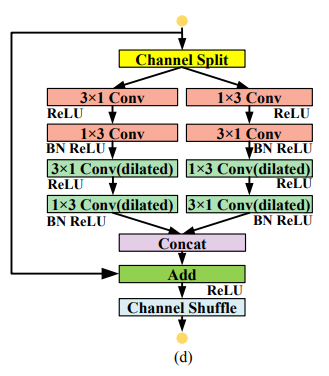 Channel Split
3×1 Conv 1×3 Conv
ReLU ReLU
1×3 Conv 3×1 Conv
BN ReLU BN ReLU
3×1 Conv(dilated) 1×3 Conv(dilated)
ReLU ReLU
1×3 Conv(dilated) 3×1 Conv(dilated)
BN ReLU BN ReLU
Concat
Add
ReLU
Channel Shuffle
(d)